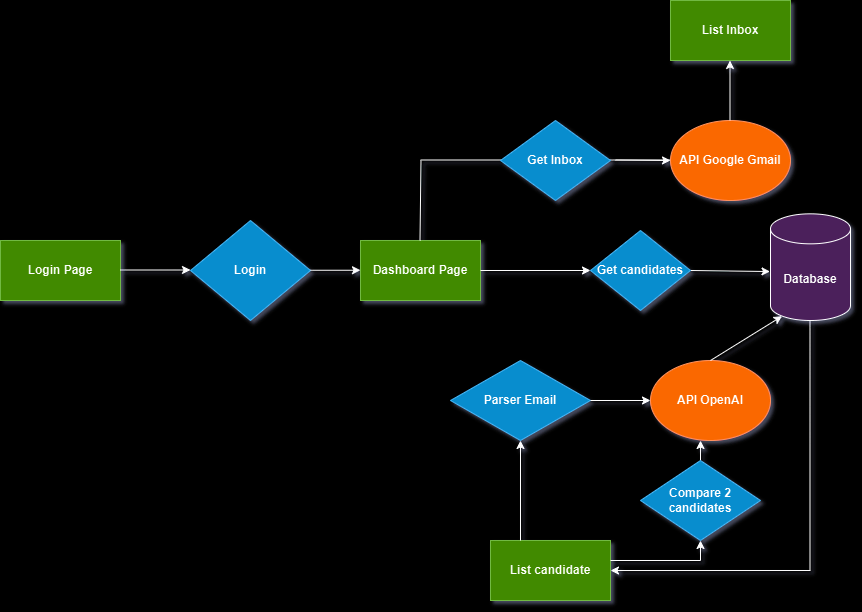 List Inbox
Get Inbox
API Google Gmail
Login Page
Login
Dashboard Page
Get candidates
Database
Parser Email
API OpenAI
Compare 2
candidates
List candidate